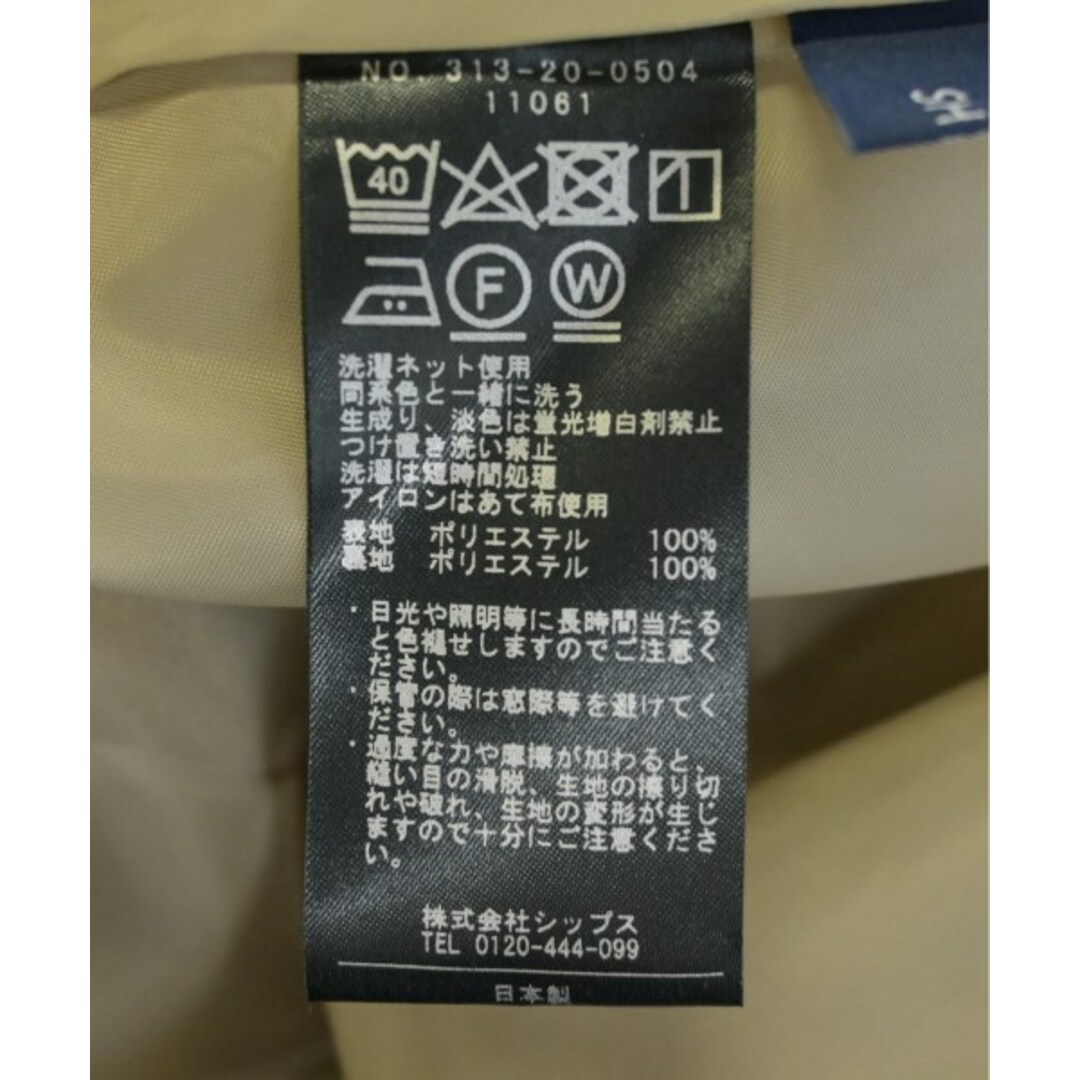 NO. 313-20-0504
11061
40
F
W
洗濯ネット使用
同系色と一緒に洗う
生成り、淡色は蛍光増白剤禁止
つけ置き洗い禁止
洗濯は短時間処理
アイロンはあて布使用
表地 ポリエステル 100%
裏地 ポリエステル 100%
・日光や照明等に長時間当たる
と色褪せしますのでご注意く
ださい。
・保管の際は窓際等を避けてく
ださい。
・過度な力や摩擦が加わると、
縫い目の滑脱、生地の擦り切
れや破れ、生地の変形が生じ
ますので十分にご注意くださ
い。
株式会社シップス
TEL 0120-444-099
日本製